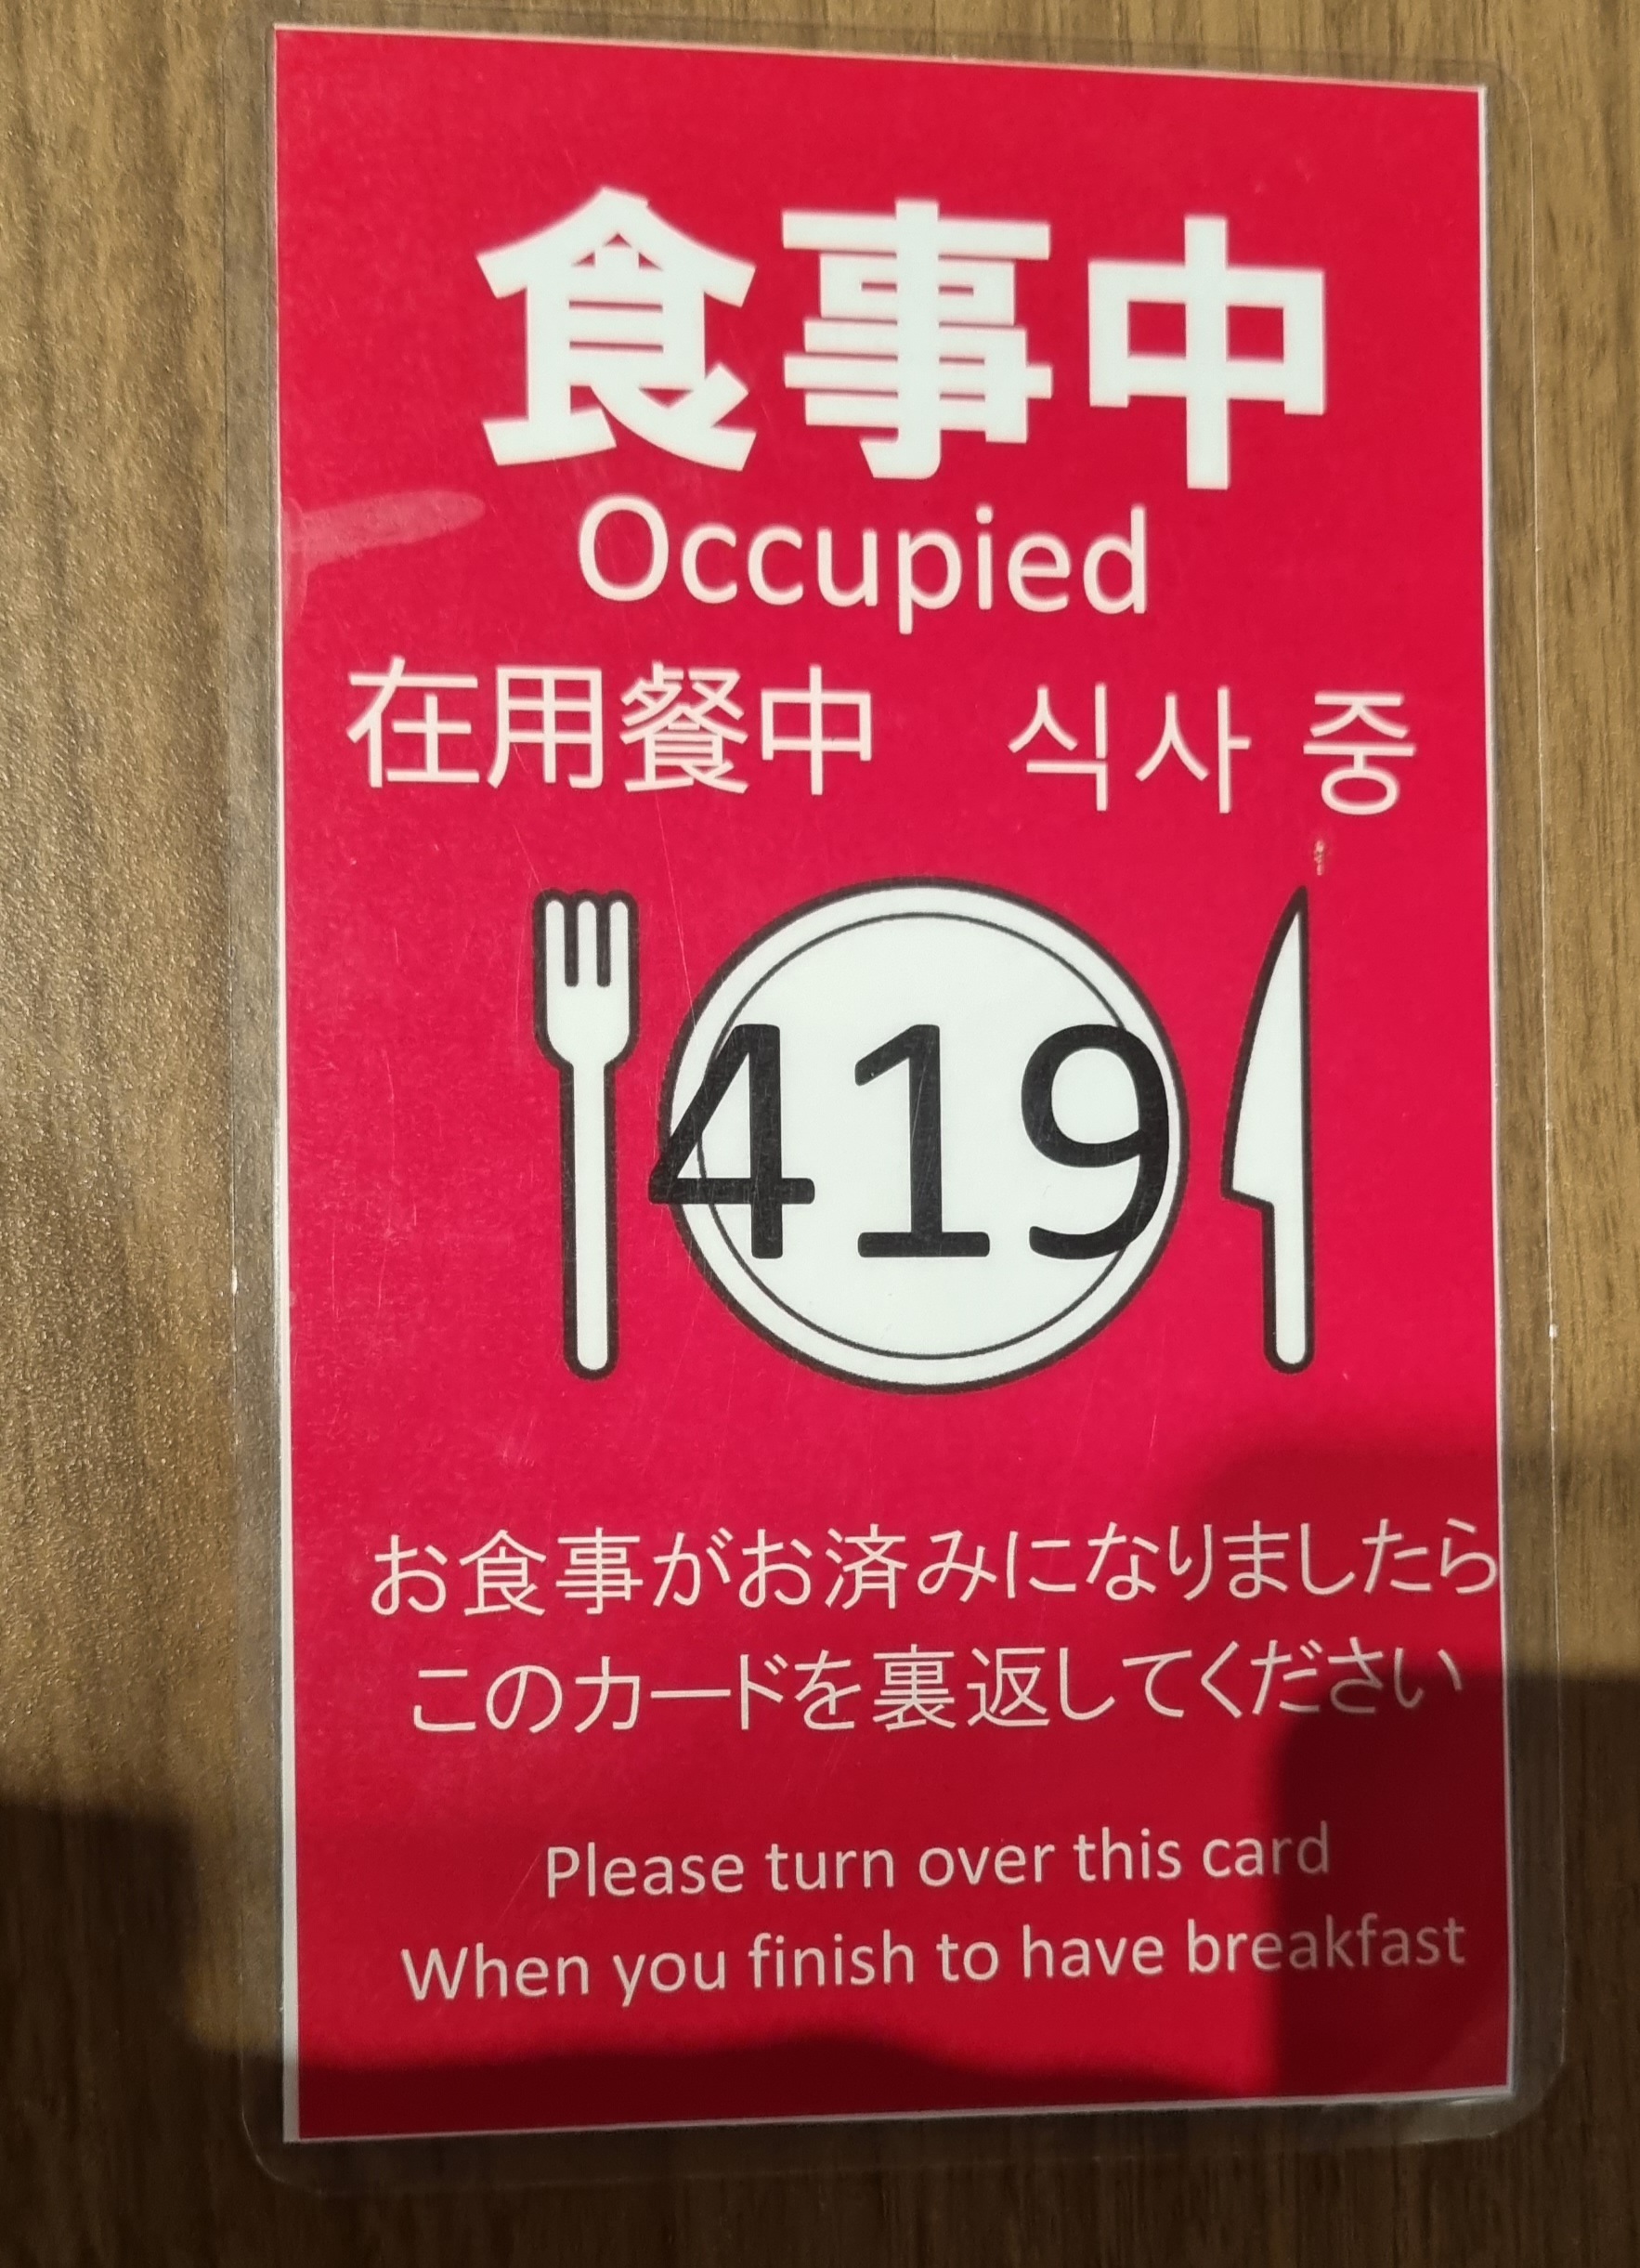 食事中
Occupied
在用餐中 식사 중
419
お食事がお済みになりましたら
このカードを裏返してください
Please turn over this card
When you finish to have breakfast